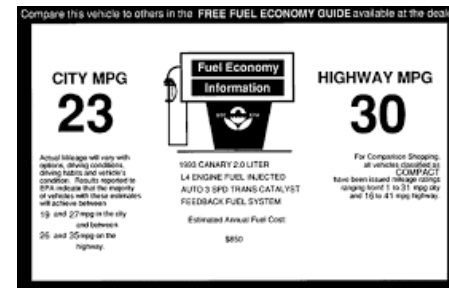 Compare this vehicle to others in the FREE FUEL ECONOMY GUIDE available at the deal
CITY MPG
23
Fuel Economy
Information
HIGHWAY MPG
30
Actual Mileage will vary with
options, driving conditions,
driving habits and vehicle's
condition. Results reported to
EPA indicate that the majority
of vehicles with these estimates
will achieve between
19 and 27 mpg in the city
and between
26 and 35 mpg on the
highway.
1993 CANARY 2.0 LITER
L4 ENGINE FUEL INJECTED
AUTO 3 SPD TRANS CATALYST
FEEDBACK FUEL SYSTEM
Estimated Annual Fuel Cost:
$850
For Comparison Shopping,
all vehicles classified as
COMPACT
have been issued mileage ratings
ranging from 1 to 31 mpg city
and 16 to 41 mpg highway.